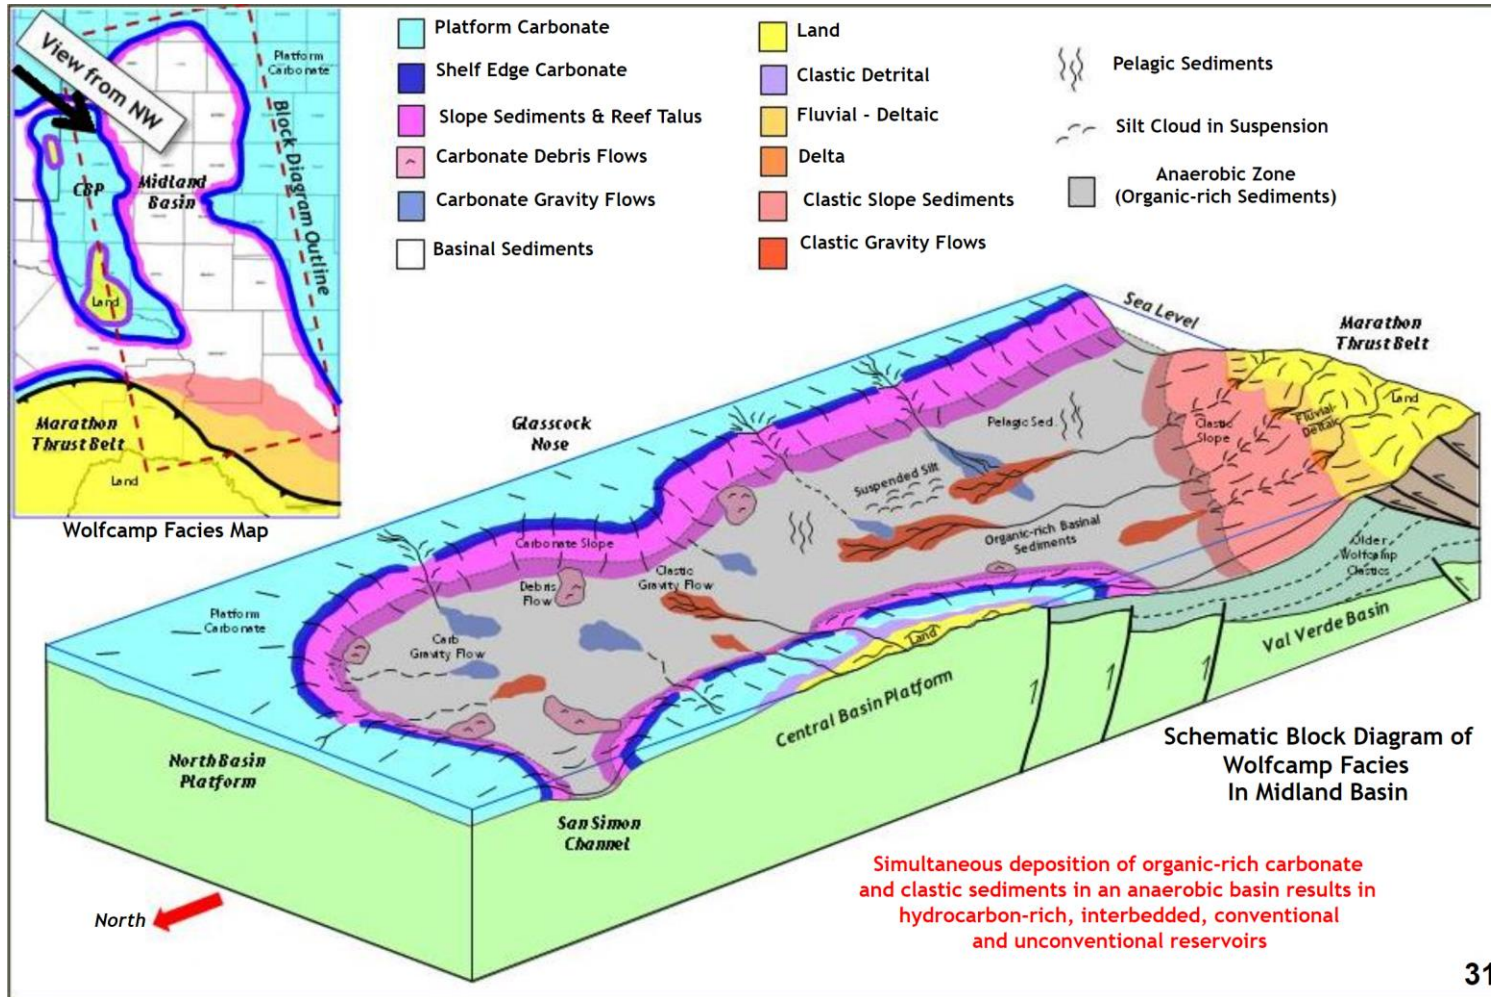 View from NW
Platform
Carbonate
CBP
Midland
Basin
Block Diagram Outline
Land
Marathon
Thrust Belt
Land
Wolfcamp Facies Map
Platform Carbonate
Shelf Edge Carbonate
Slope Sediments & Reef Talus
Carbonate Debris Flows
Carbonate Gravity Flows
Basinal Sediments
Land
Clastic Detrital
Fluvial - Deltaic
Delta
Clastic Slope Sediments
Clastic Gravity Flows
Pelagic Sediments
Silt Cloud in Suspension
Anaerobic Zone
(Organic-rich Sediments)
Sea Level
Marathon
Thrust Belt
Land
Fluvial-
Deltaic
Clastic
Slope
Pelagic Sed.
Glasscock
Nose
Suspended Silt
Organic-rich Basinal
Sediments
Older
Wolfcamp
Clastics
Carbonate Slope
Clastic
Gravity Flow
Debris
Flow
Platform
Carbonate
Carb
Gravity Flow
Land
Val Verde Basin
Central Basin Platform
North Basin
Platform
San Simon
Channel
North
Schematic Block Diagram of
Wolfcamp Facies
In Midland Basin
Simultaneous deposition of organic-rich carbonate
and clastic sediments in an anaerobic basin results in
hydrocarbon-rich, interbedded, conventional
and unconventional reservoirs
31